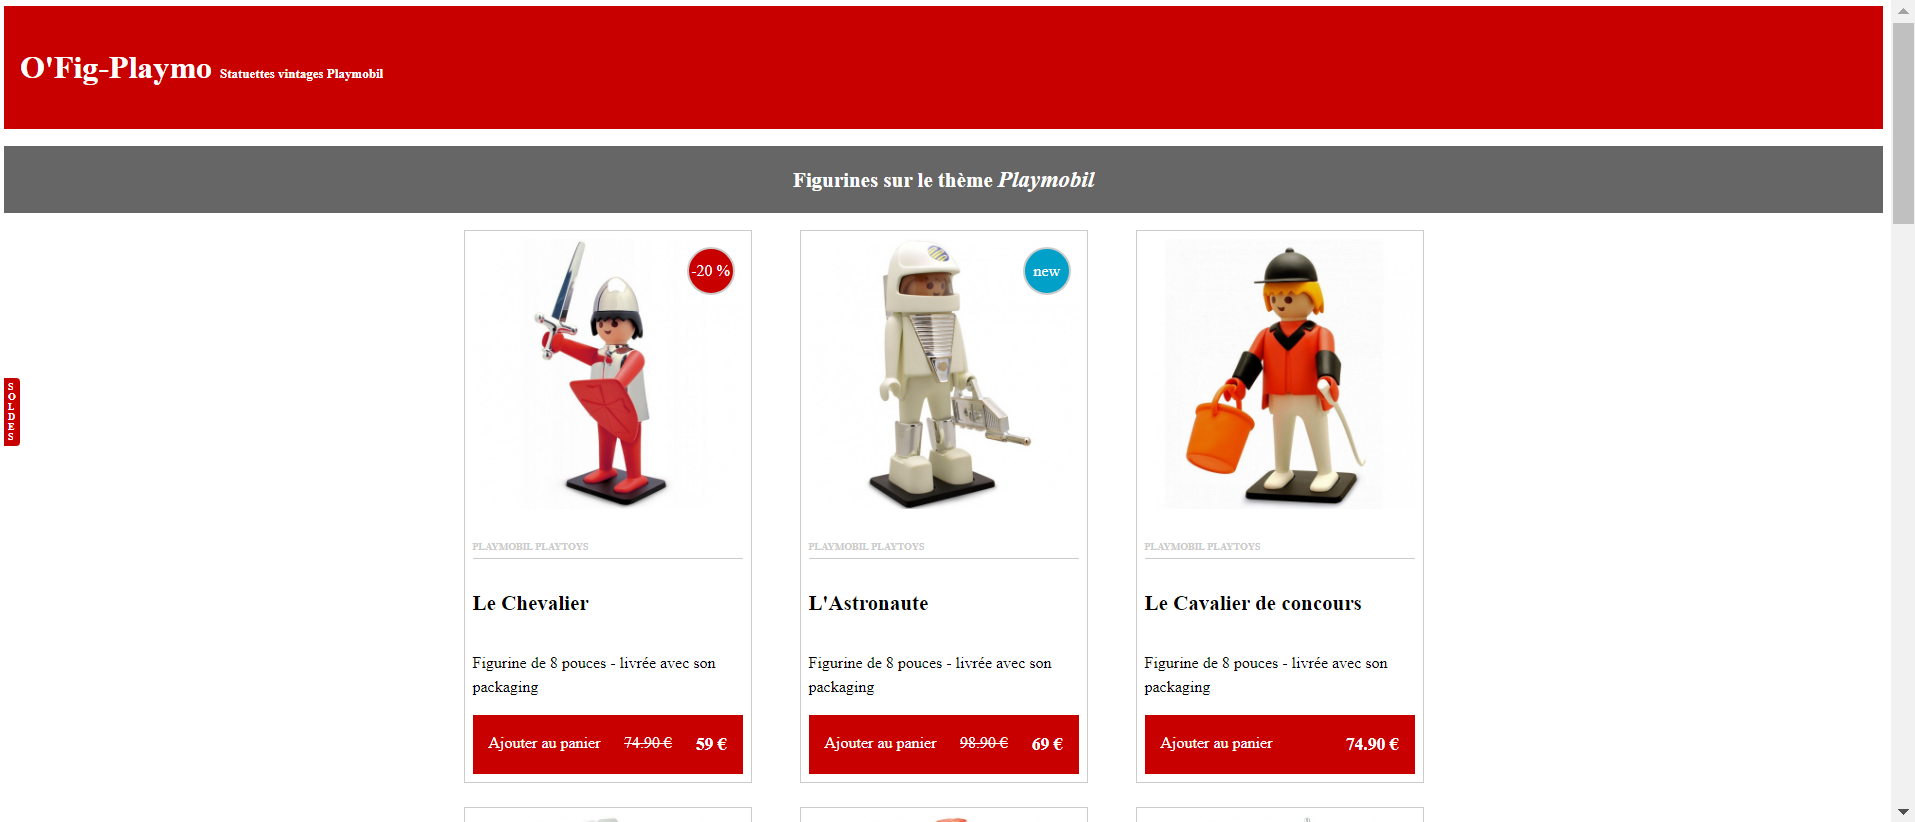 O'Fig-Playmo Statuettes vintages Playmobil
Figurines sur le thème Playmobil
SOLDES
-20 %
PLAYMOBIL PLAYTOYS
Le Chevalier
Figurine de 8 pouces - livrée avec son
packaging
Ajouter au panier 74.90 € 59 €
new
PLAYMOBIL PLAYTOYS
L'Astronaute
Figurine de 8 pouces - livrée avec son
packaging
Ajouter au panier 98.90 € 69 €
PLAYMOBIL PLAYTOYS
Le Cavalier de concours
Figurine de 8 pouces - livrée avec son
packaging
Ajouter au panier 74.90 €